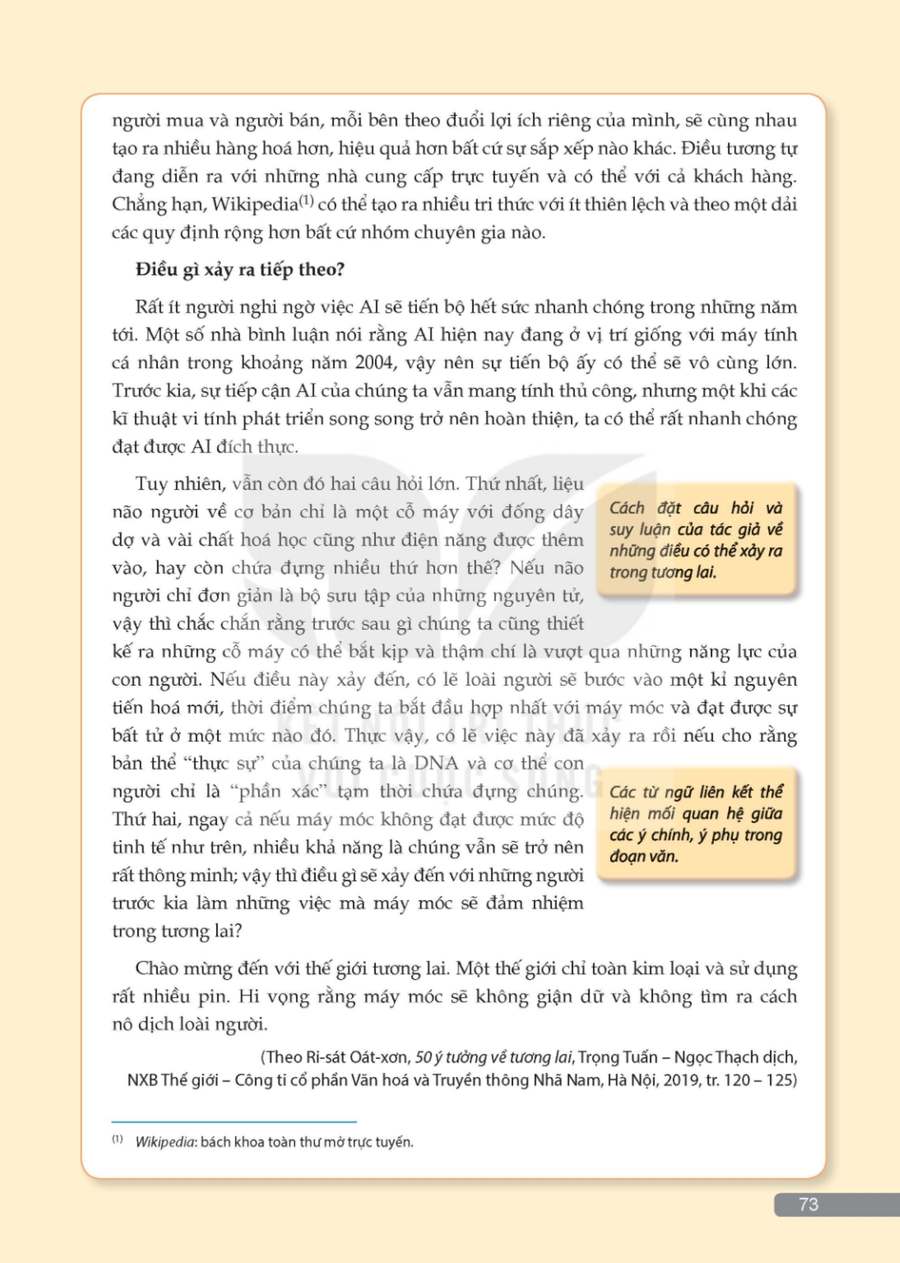 người mua và người bán, mỗi bên theo đuổi lợi ích riêng của mình, sẽ cùng nhau
tạo ra nhiều hàng hoá hơn, hiệu quả hơn bất cứ sự sắp xếp nào khác. Điều tương tự
đang diễn ra với những nhà cung cấp trực tuyến và có thể với cả khách hàng.
Chẳng hạn, Wikipedia(1) có thể tạo ra nhiều tri thức với ít thiên lệch và theo một dải
các quy định rộng hơn bất cứ nhóm chuyên gia nào.
Điều gì xảy ra tiếp theo?
Rất ít người nghi ngờ việc AI sẽ tiến bộ hết sức nhanh chóng trong những năm
tới. Một số nhà bình luận nói rằng AI hiện nay đang ở vị trí giống với máy tính
cá nhân trong khoảng năm 2004, vậy nên sự tiến bộ ấy có thể sẽ vô cùng lớn.
Trước kia, sự tiếp cận AI của chúng ta vẫn mang tính thủ công, nhưng một khi các
kĩ thuật vi tính phát triển song song trở nên hoàn thiện, ta có thể rất nhanh chóng
đạt được AI đích thực.
Tuy nhiên, vẫn còn đó hai câu hỏi lớn. Thứ nhất, liệu
não người về cơ bản chỉ là một cỗ máy với đống dây
dợ và vài chất hoá học cũng như điện năng được thêm
vào, hay còn chứa đựng nhiều thứ hơn thế? Nếu não
người chỉ đơn giản là bộ sưu tập của những nguyên tử,
vậy thì chắc chắn rằng trước sau gì chúng ta cũng thiết
kế ra những cỗ máy có thể bắt kịp và thậm chí là vượt qua những năng lực của
con người. Nếu điều này xảy đến, có lẽ loài người sẽ bước vào một kỉ nguyên
tiến hoá mới, thời điểm chúng ta bắt đầu hợp nhất với máy móc và đạt được sự
bất tử ở một mức nào đó. Thực vậy, có lẽ việc này đã xảy ra rồi nếu cho rằng
bản thể “thực sự” của chúng ta là DNA và cơ thể con
người chỉ là “phần xác” tạm thời chứa đựng chúng.
Thứ hai, ngay cả nếu máy móc không đạt được mức độ
tinh tế như trên, nhiều khả năng là chúng vẫn sẽ trở nên
rất thông minh; vậy thì điều gì sẽ xảy đến với những người
trước kia làm những việc mà máy móc sẽ đảm nhiệm
trong tương lai?
Cách đặt câu hỏi và
suy luận của tác giả về
những điều có thể xảy ra
trong tương lai.
Các từ ngữ liên kết thể
hiện mối quan hệ giữa
các ý chính, ý phụ trong
đoạn văn.
Chào mừng đến với thế giới tương lai. Một thế giới chỉ toàn kim loại và sử dụng
rất nhiều pin. Hi vọng rằng máy móc sẽ không giận dữ và không tìm ra cách
nô dịch loài người.
(Theo Ri-sát Oát-xơn, 50 ý tưởng về tương lai, Trọng Tuấn – Ngọc Thạch dịch,
NXB Thế giới – Công ti cổ phần Văn hoá và Truyền thông Nhã Nam, Hà Nội, 2019, tr. 120 – 125)
(1) Wikipedia: bách khoa toàn thư mở trực tuyến.
KẾT NỐI TRI THỨC
VỚI CUỘC SỐNG
73